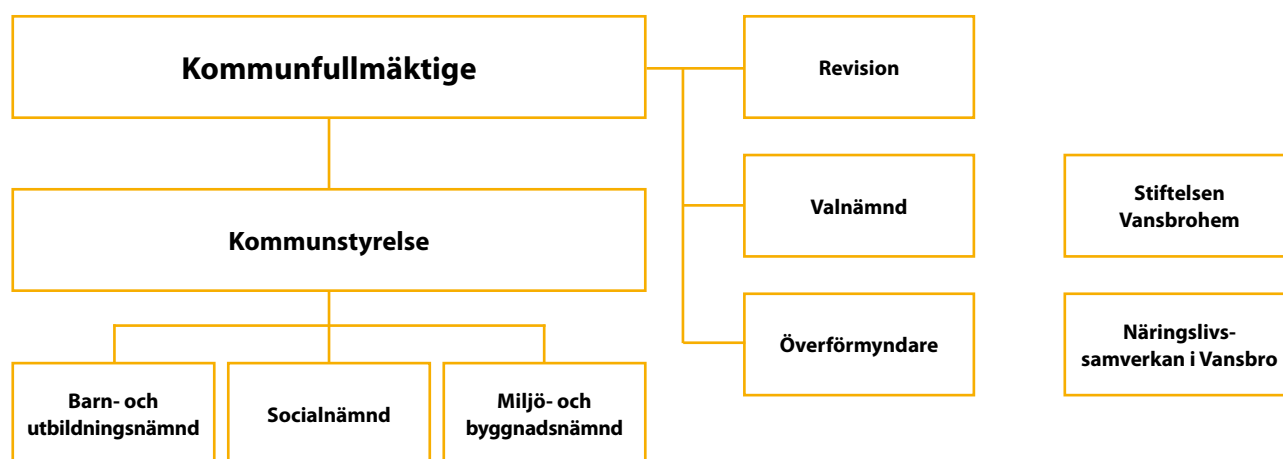 Kommunfullmäktige
Revision
Valnämnd
Stiftelsen
Vansbrohem
Kommunstyrelse
Överförmyndare
Näringslivs-
samverkan i Vansbro
Barn- och
utbildningsnämnd
Socialnämnd
Miljö- och
byggnadsnämnd